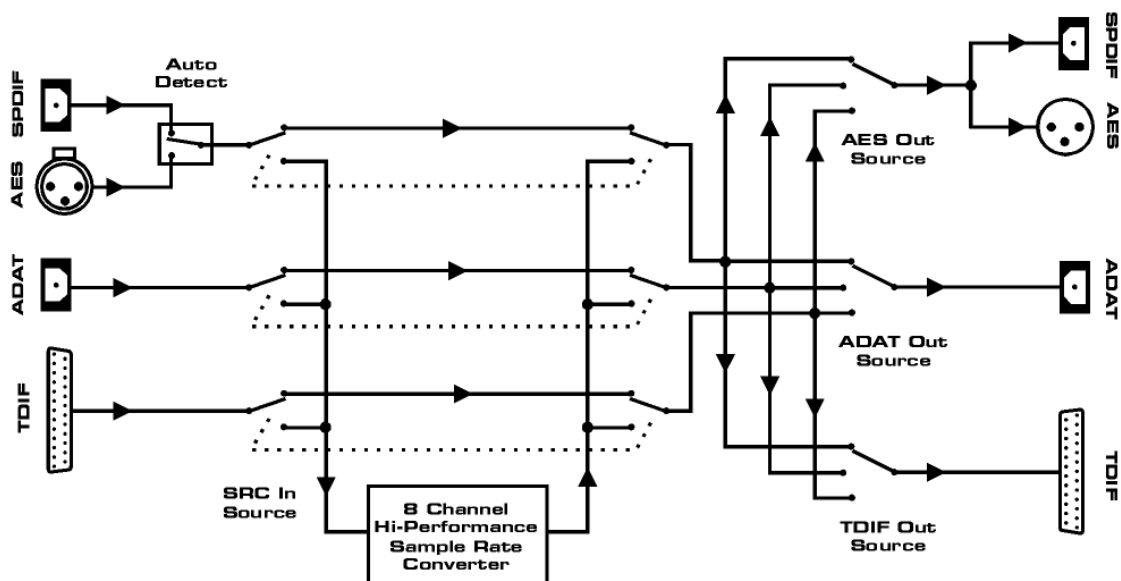 SPDIF
Auto
Detect
AES
ADAT
TDIF
SRC In
Source
8 Channel
Hi-Performance
Sample Rate
Converter
AES Out
Source
ADAT Out
Source
TDIF Out
Source
SPDIF
AES
ADAT
TDIF